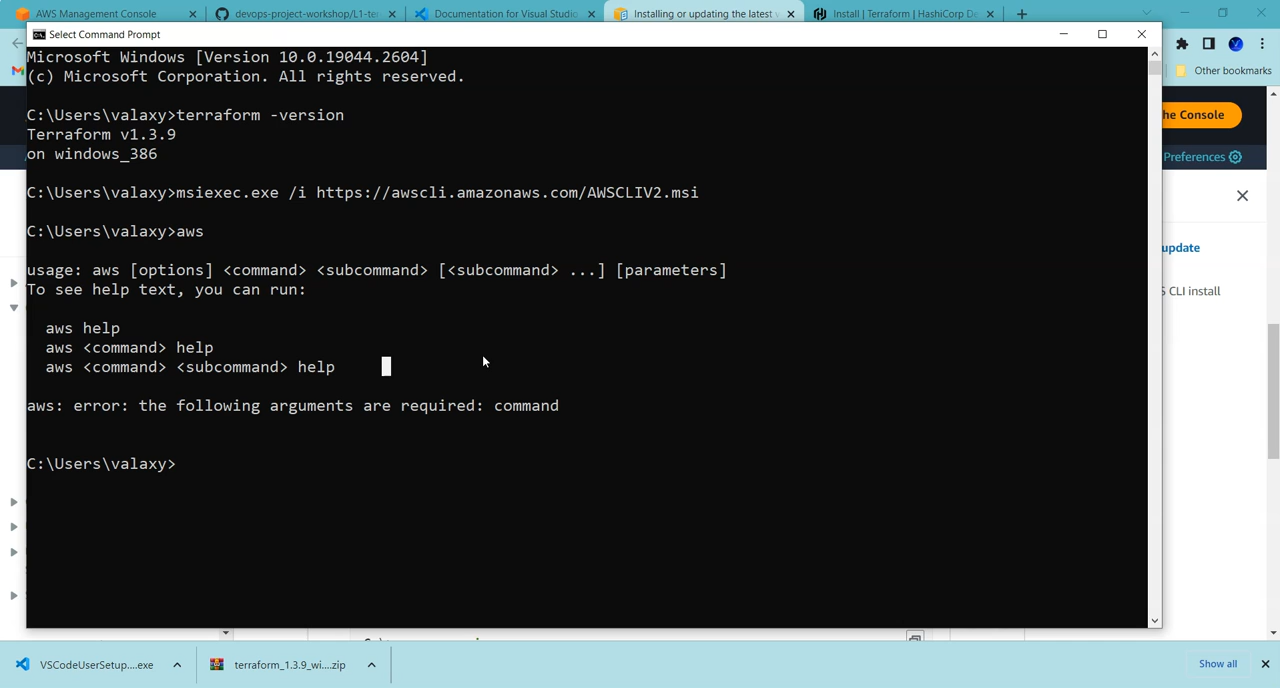 AWS Management Console
devops-project-workshop/L1-te
Documentation for Visual Studio
Installing or updating the latest v
Install | Terraform | HashiCorp De
Select Command Prompt
Other bookmarks
Microsoft Windows [Version 10.0.19044.2604]
(c) Microsoft Corporation. All rights reserved.
C:\Users\valaxy>terraform -version
Terraform v1.3.9
on windows_386
C:\Users\valaxy>msiexec.exe /i https://awscli.amazonaws.com/AWSCLIV2.msi
C:\Users\valaxy>aws
usage: aws [options] <command> <subcommand> [<subcommand> ...] [parameters]
To see help text, you can run:
aws help
aws <command> help
aws <command> <subcommand> help
aws: error: the following arguments are required: command
C:\Users\valaxy>
he Console
Preferences
update
S CLI install
VSCodeUserSetup....exe
terraform_1.3.9_wi....zip
Show all